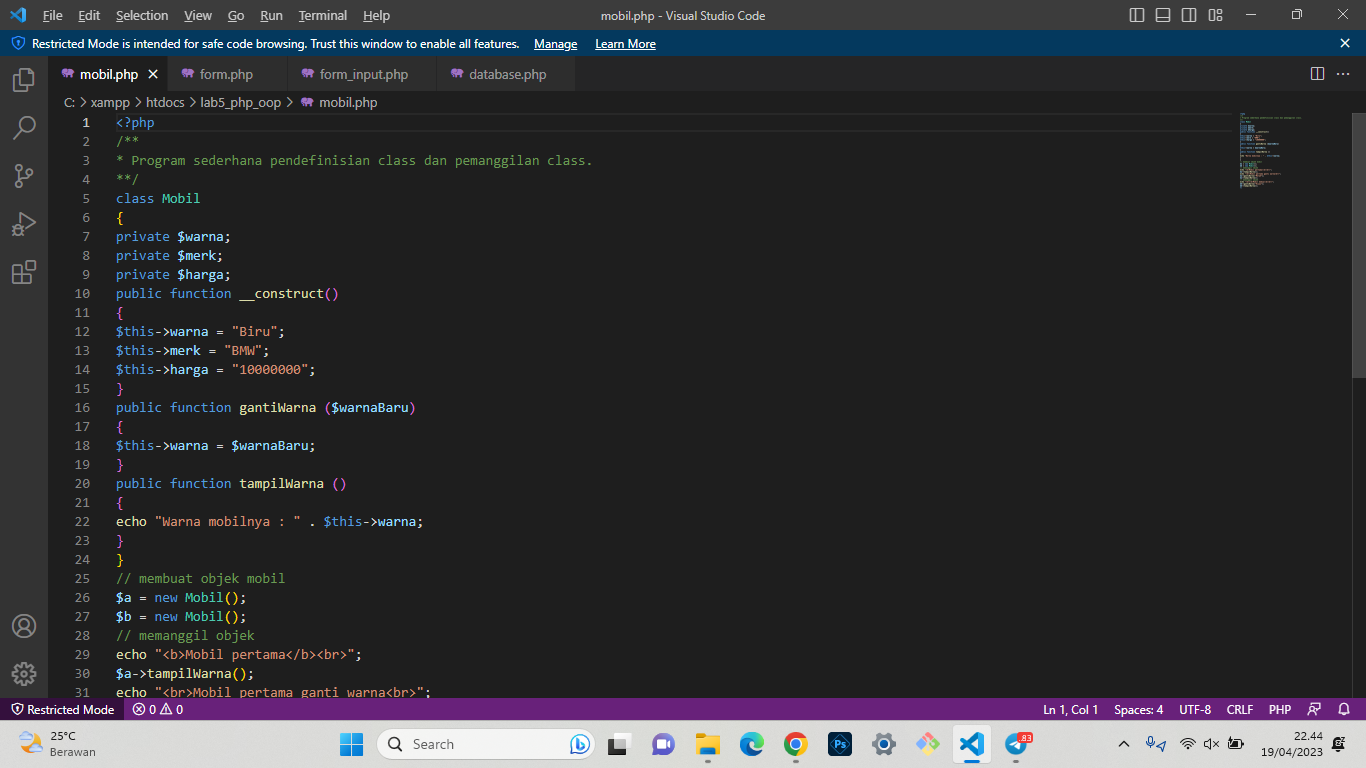 File Edit Selection View Go Run Terminal Help mobil.php - Visual Studio Code
Restricted Mode is intended for safe code browsing. Trust this window to enable all features. Manage Learn More
mobil.php form.php form_input.php database.php
C: > xampp > htdocs > lab5_php_oop > mobil.php
1 <?php
2 /**
3 * Program sederhana pendefinisian class dan pemanggilan class.
4 **/
5 class Mobil
6 {
7 private $warna;
8 private $merk;
9 private $harga;
10 public function __construct()
11 {
12 $this->warna = "Biru";
13 $this->merk = "BMW";
14 $this->harga = "10000000";
15 }
16 public function gantiWarna ($warnaBaru)
17 {
18 $this->warna = $warnaBaru;
19 }
20 public function tampilWarna ()
21 {
22 echo "Warna mobilnya : " . $this->warna;
23 }
24 }
25 // membuat objek mobil
26 $a = new Mobil();
27 $b = new Mobil();
28 // memanggil objek
29 echo "<b>Mobil pertama</b><br>";
30 $a->tampilWarna();
31 echo "<br>Mobil pertama ganti warna<br>";
Restricted Mode 0 0 Ln 1, Col 1 Spaces: 4 UTF-8 CRLF PHP
25°C
Berawan
Search
Ps
83
22.44
19/04/2023